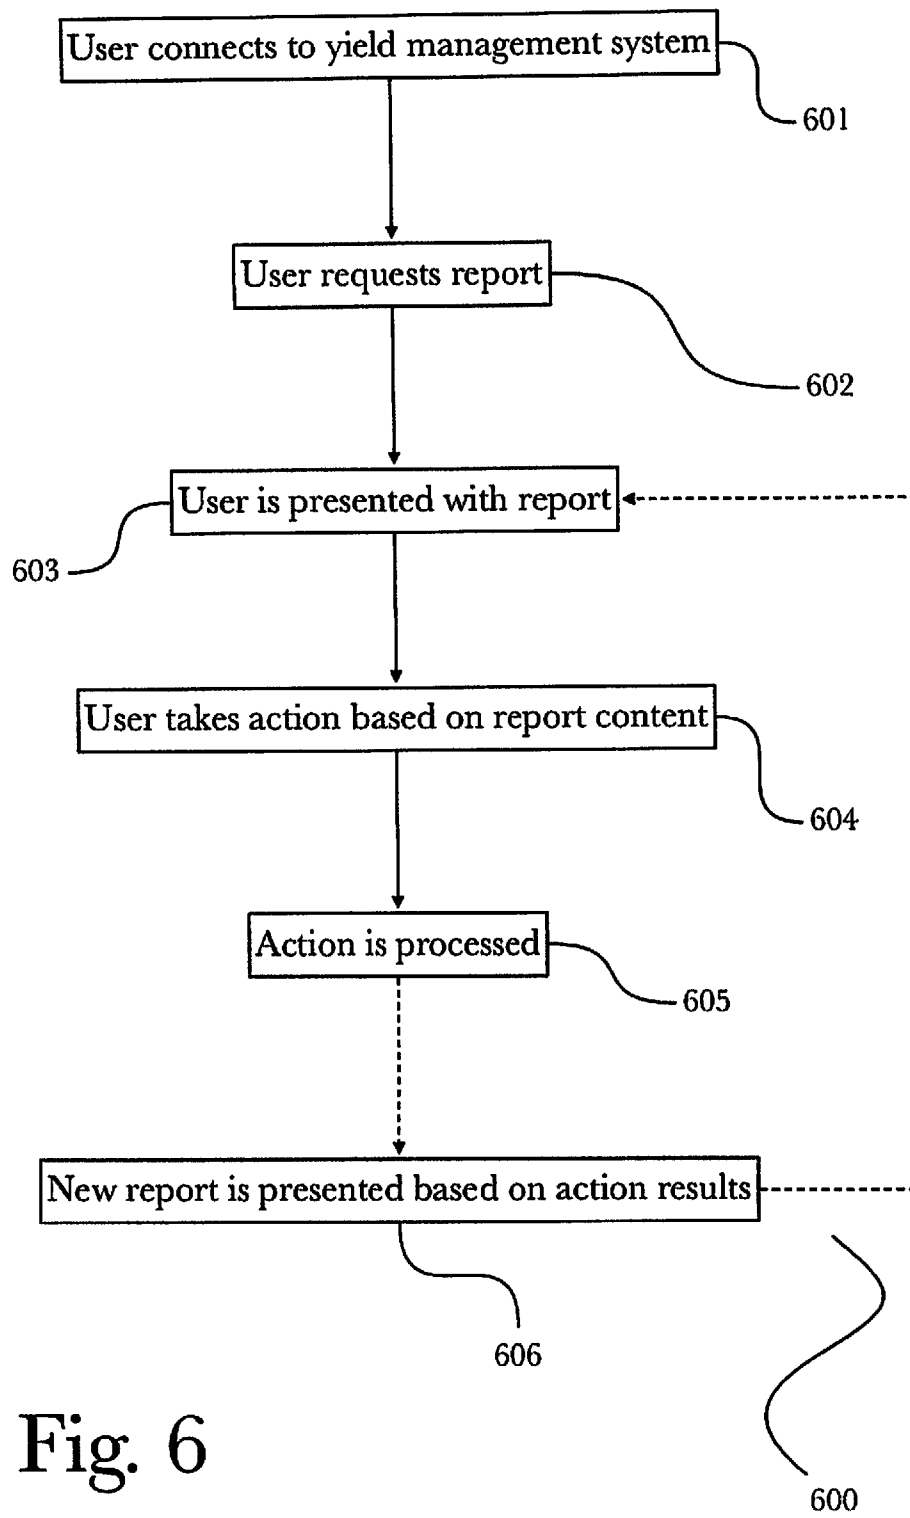 User connects to yield management system
601
User requests report
602
User is presented with report
603
User takes action based on report content
604
Action is processed
605
New report is presented based on action results
606
Fig. 6
600